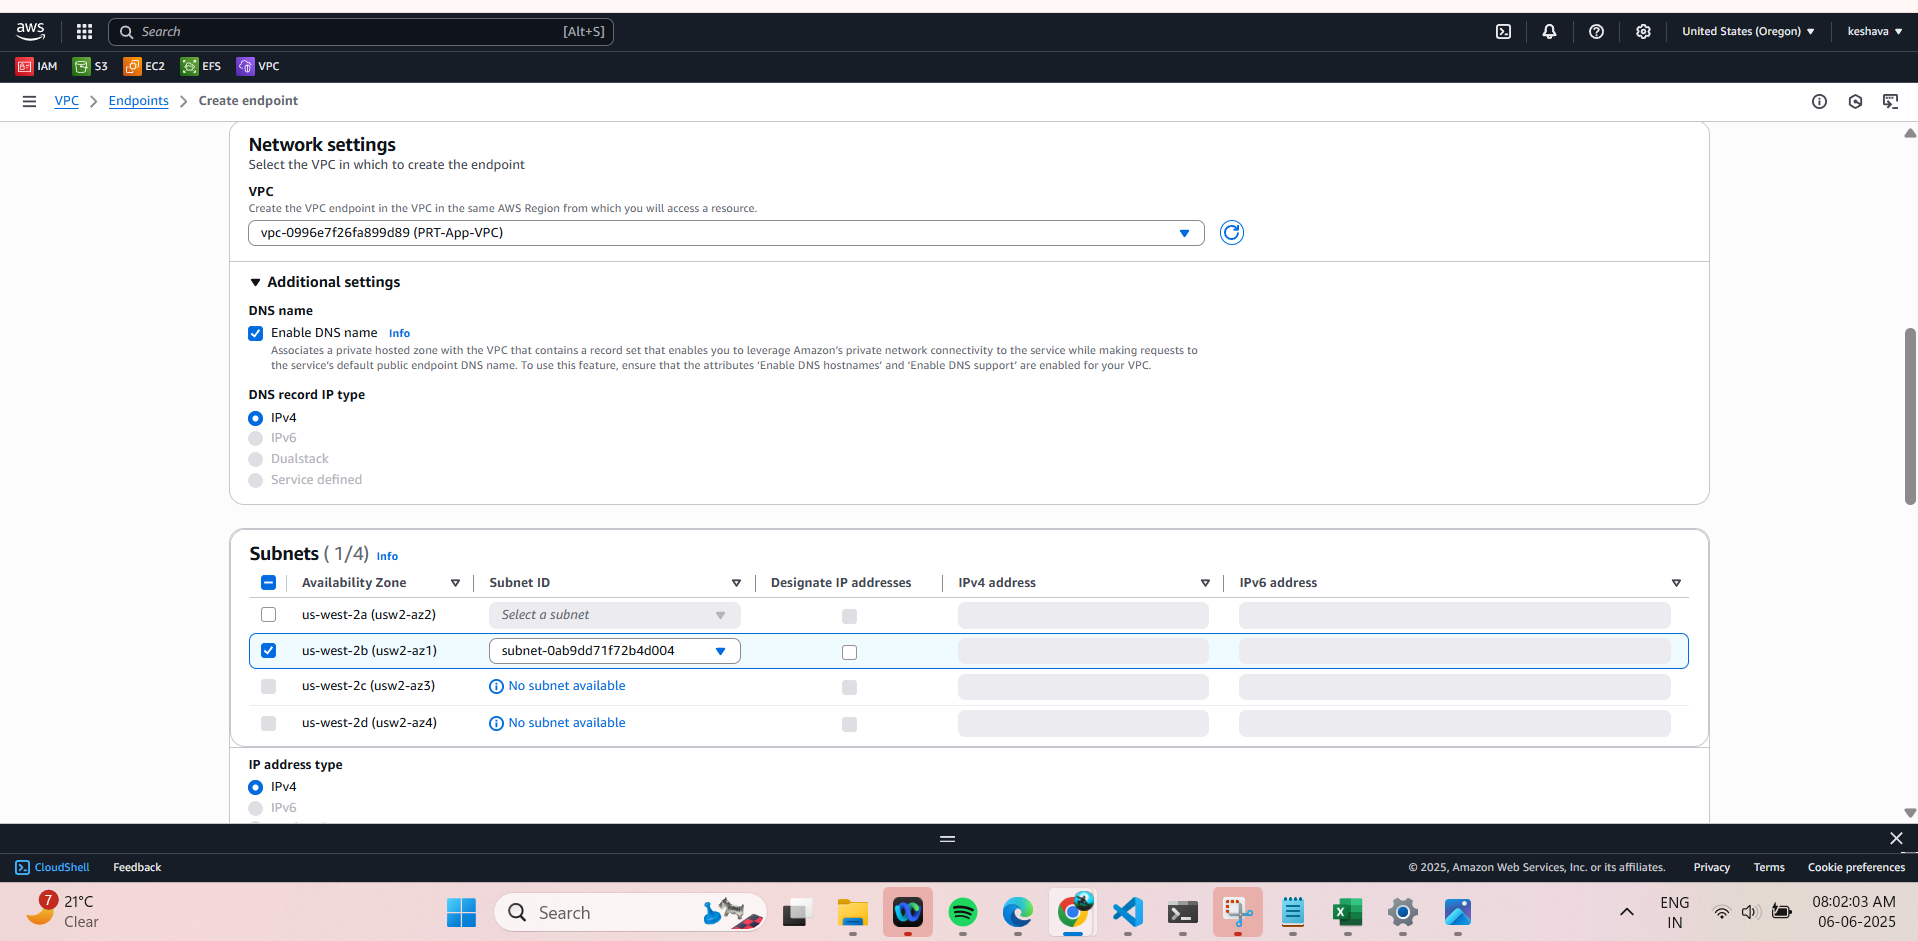 aws
Search [Alt+S]
United States (Oregon) keshava
IAM S3 EC2 EFS VPC
VPC Endpoints Create endpoint
Network settings
Select the VPC in which to create the endpoint
VPC
Create the VPC endpoint in the VPC in the same AWS Region from which you will access a resource.
vpc-0996e7f26fa899d89 (PRT-App-VPC)
Additional settings
DNS name
Enable DNS name Info
Associates a private hosted zone with the VPC that contains a record set that enables you to leverage Amazon's private network connectivity to the service while making requests to
the service's default public endpoint DNS name. To use this feature, ensure that the attributes 'Enable DNS hostnames' and 'Enable DNS support' are enabled for your VPC.
DNS record IP type
IPv4
IPv6
Dualstack
Service defined
Subnets ( 1/4) Info
Availability Zone Subnet ID Designate IP addresses IPv4 address IPv6 address
us-west-2a (usw2-az2) Select a subnet
us-west-2b (usw2-az1) subnet-0ab9dd71f72b4d004
us-west-2c (usw2-az3) No subnet available
us-west-2d (usw2-az4) No subnet available
IP address type
IPv4
IPv6
CloudShell Feedback © 2025, Amazon Web Services, Inc. or its affiliates. Privacy Terms Cookie preferences
7 21°C
Clear
Search
ENG
IN
08:02:03 AM
06-06-2025